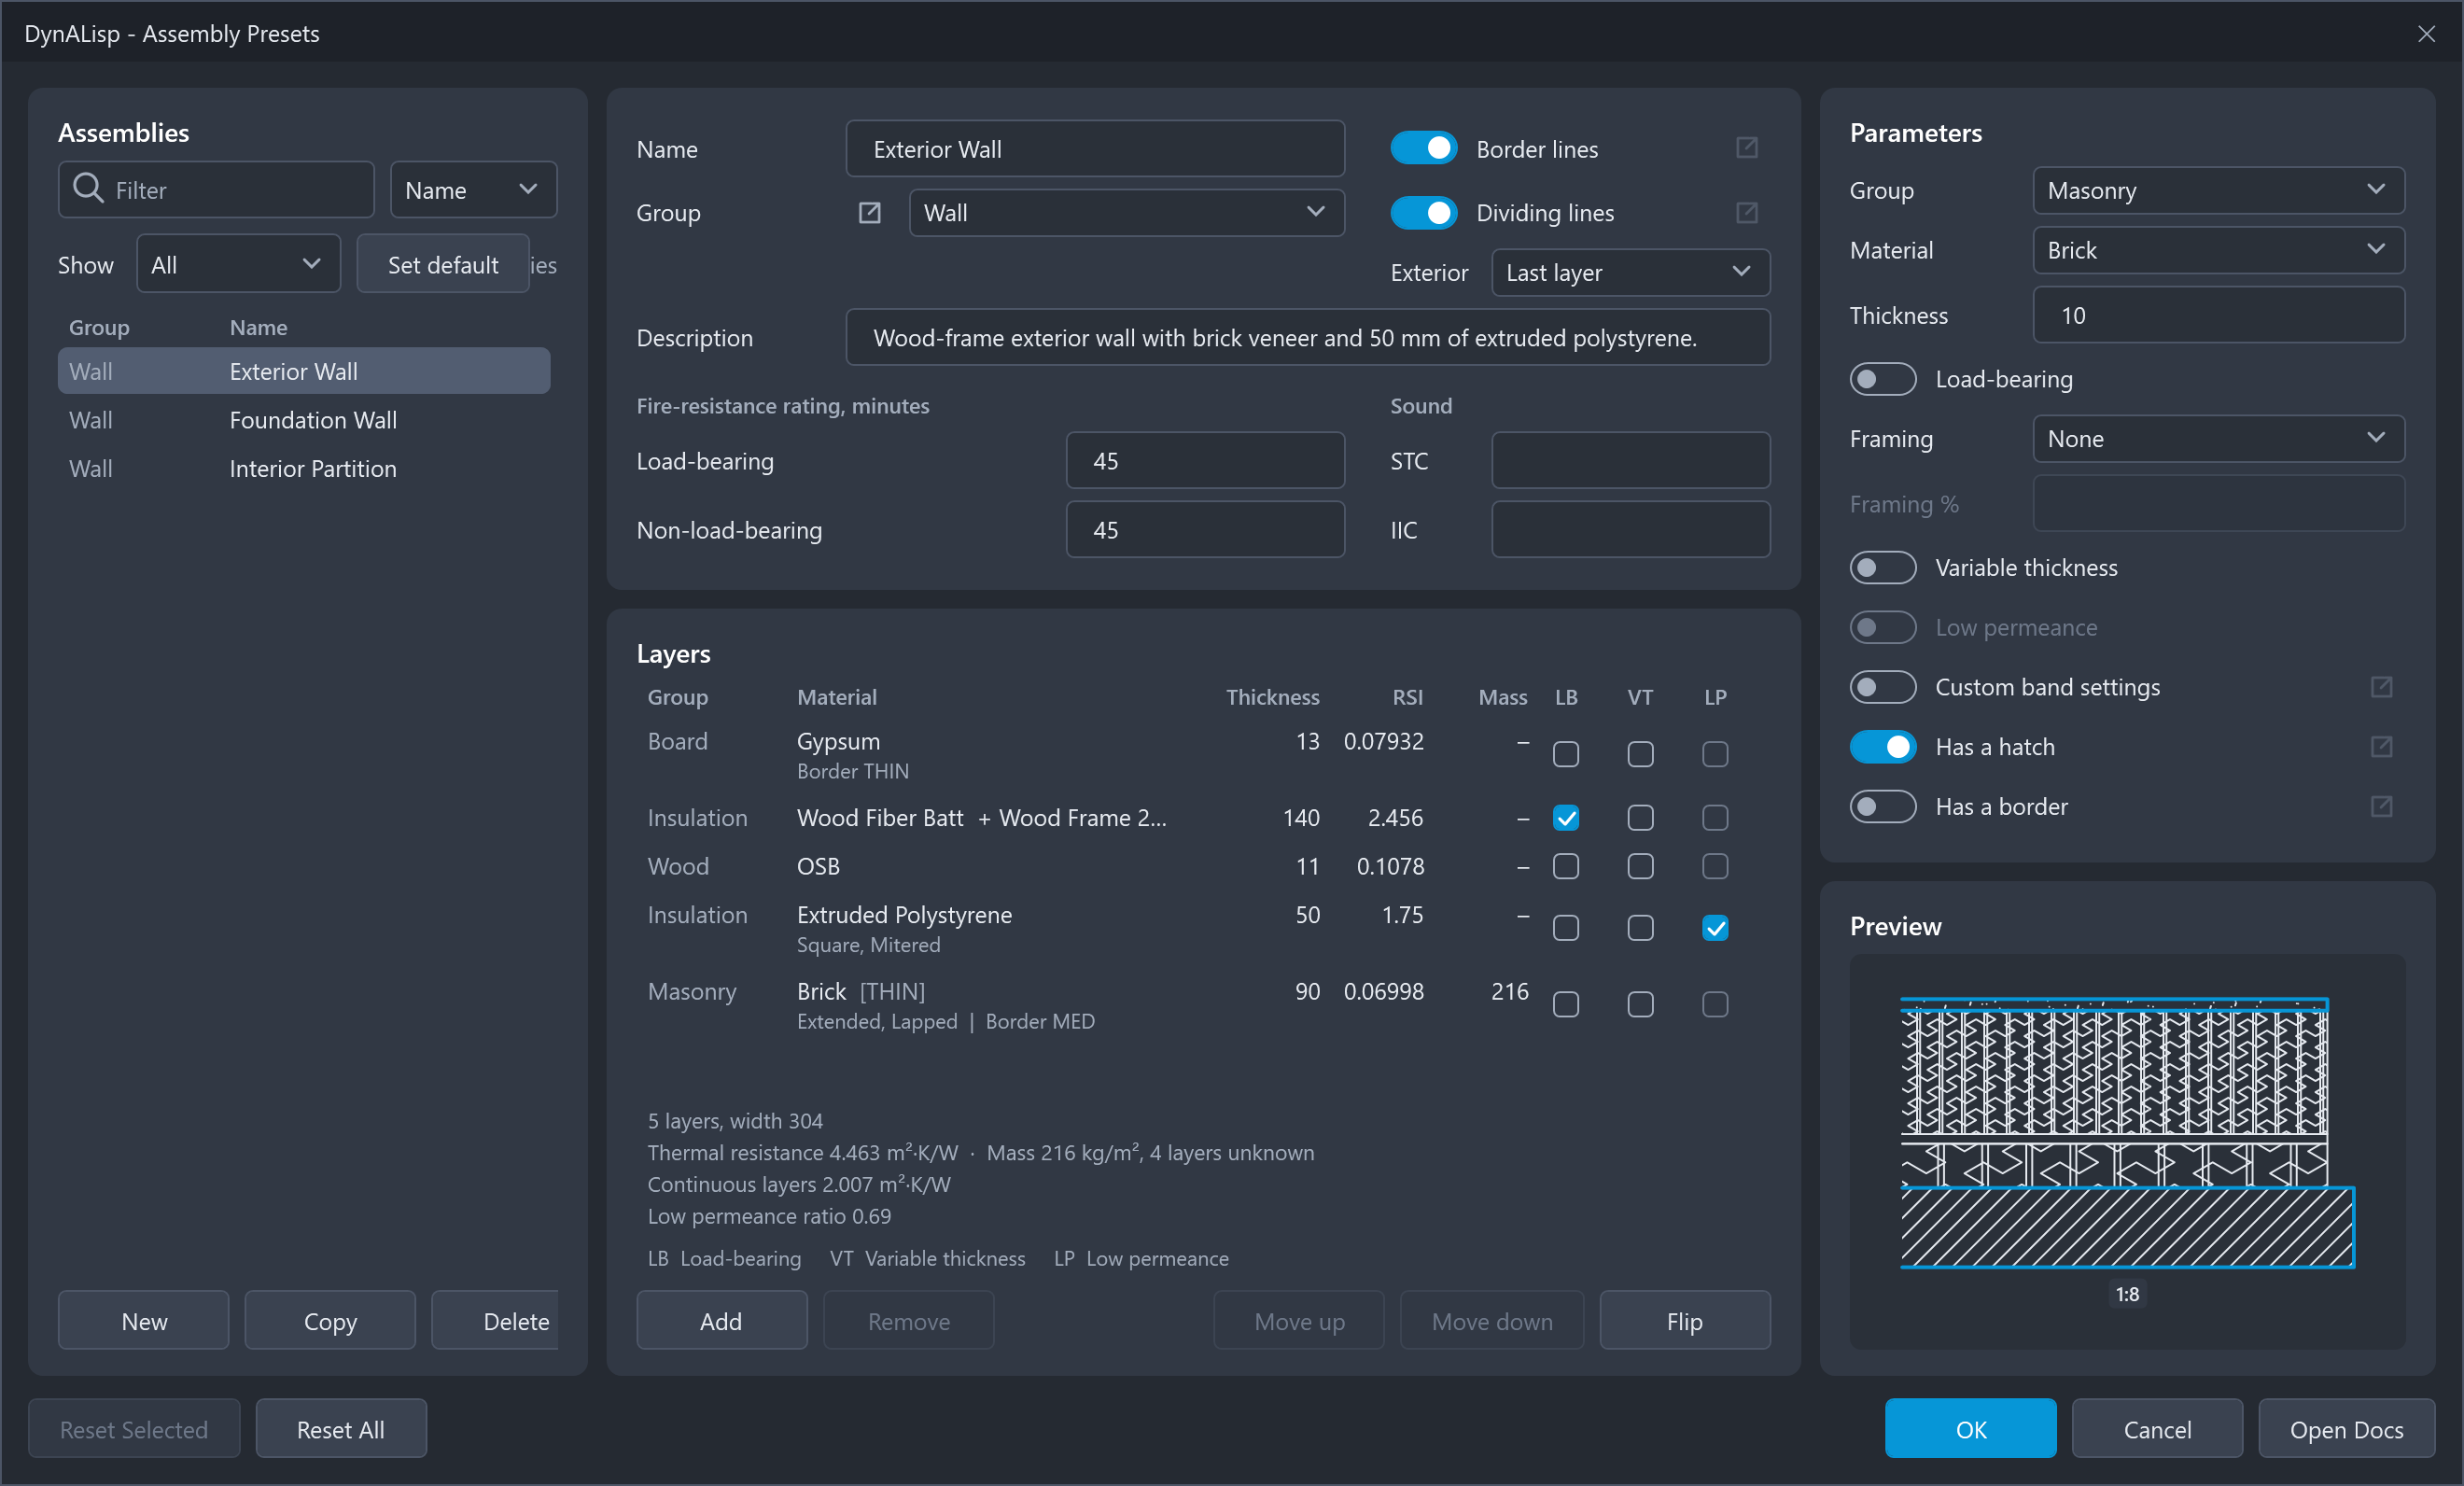 DynALisp - Assembly Presets
Assemblies
Filter
Name
Show
All
Set default
ies
Group Name
Wall Exterior Wall
Wall Foundation Wall
Wall Interior Partition
New
Copy
Delete
Name
Exterior Wall
Border lines
Group
Wall
Dividing lines
Exterior
Last layer
Description
Wood-frame exterior wall with brick veneer and 50 mm of extruded polystyrene.
Fire-resistance rating, minutes
Sound
Load-bearing
45
STC
Non-load-bearing
45
IIC
Layers
Group Material Thickness RSI Mass LB VT LP
Board Gypsum 13 0.07932 –
Border THIN
Insulation Wood Fiber Batt + Wood Frame 2... 140 2.456 –
Wood OSB 11 0.1078 –
Insulation Extruded Polystyrene 50 1.75 –
Square, Mitered
Masonry Brick [THIN] 90 0.06998 216
Extended, Lapped | Border MED
5 layers, width 304
Thermal resistance 4.463 m²·K/W · Mass 216 kg/m², 4 layers unknown
Continuous layers 2.007 m²·K/W
Low permeance ratio 0.69
LB Load-bearing VT Variable thickness LP Low permeance
Add
Remove
Move up
Move down
Flip
Parameters
Group
Masonry
Material
Brick
Thickness
10
Load-bearing
Framing
None
Framing %
Variable thickness
Low permeance
Custom band settings
Has a hatch
Has a border
Preview
1:8
Reset Selected
Reset All
OK
Cancel
Open Docs